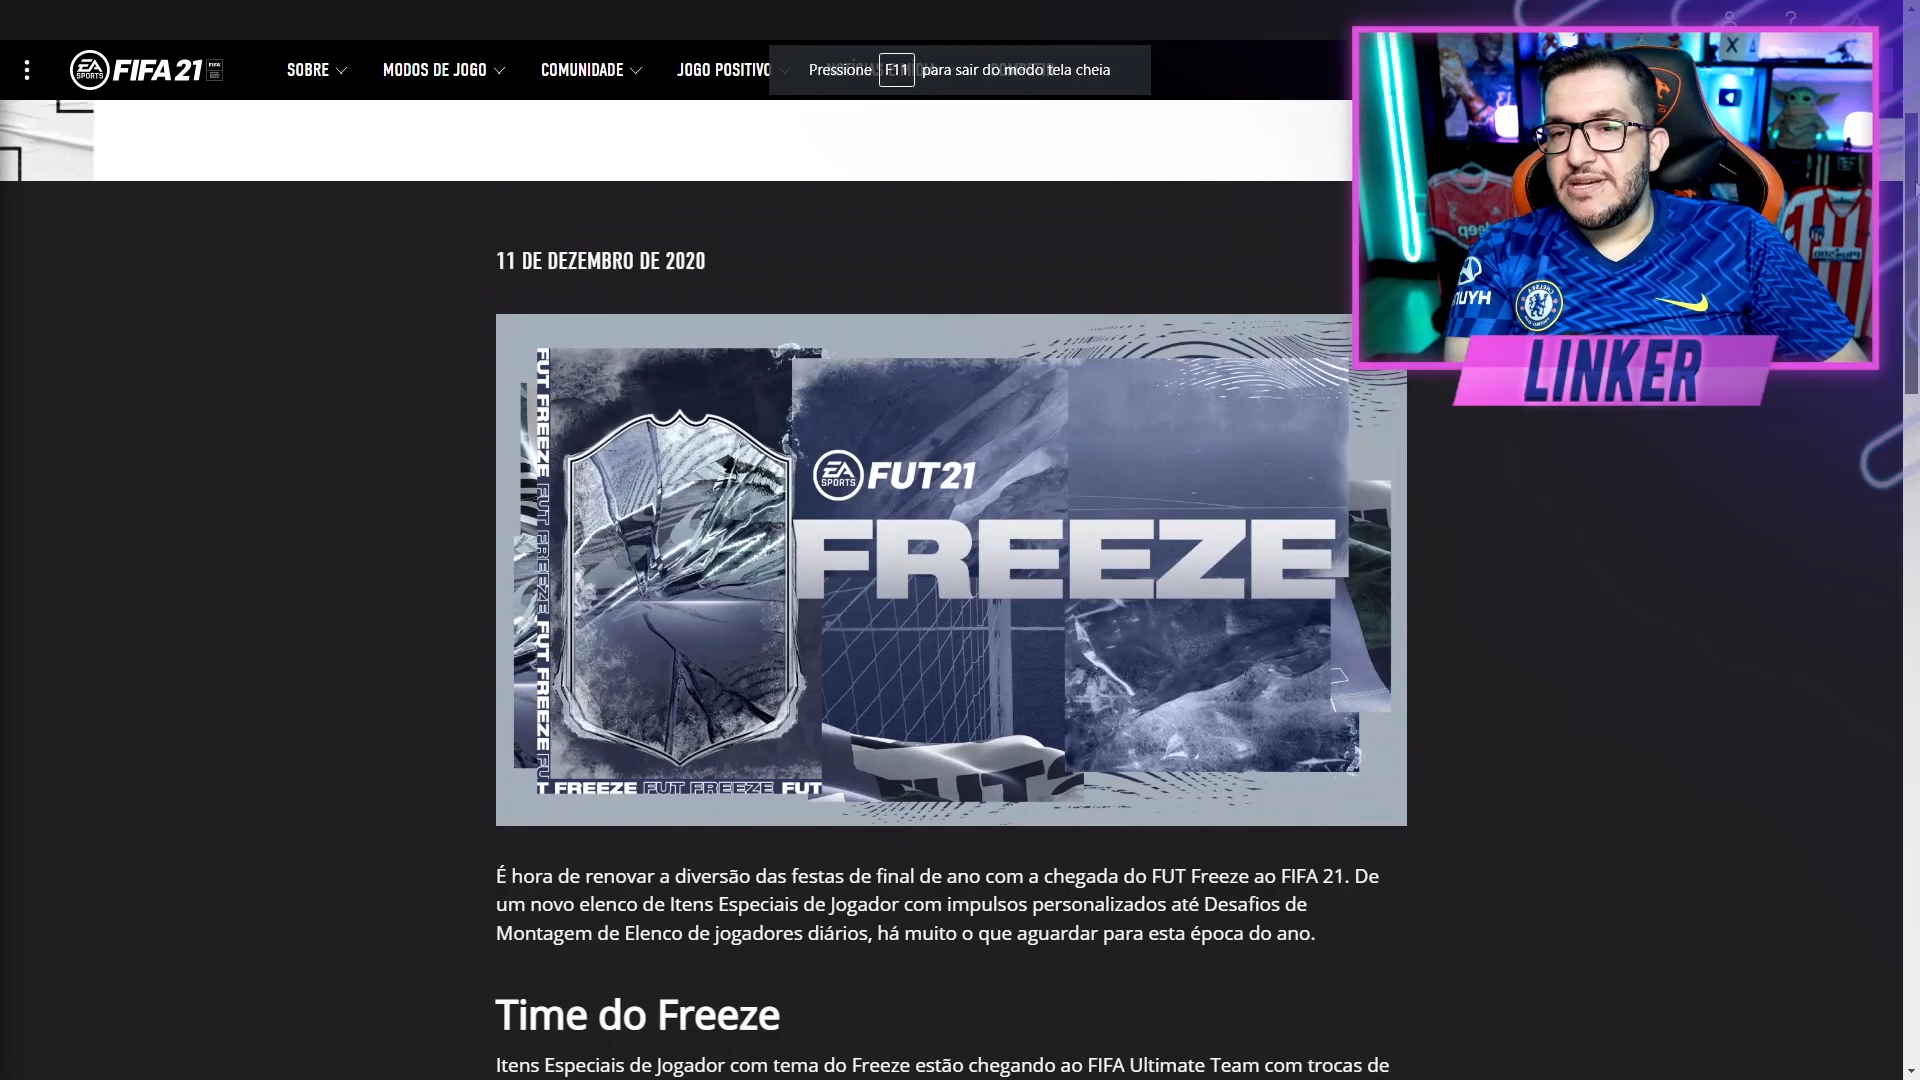 EA SPORTS FIFA 21
SOBRE
MODOS DE JOGO
COMUNIDADE
JOGO POSITIVO
Pressione F11 para sair do modo tela cheia
X
11 DE DEZEMBRO DE 2020
LINKER
FUT FREEZE FUT FREEZE FUT FREEZE FUT
EA SPORTS FUT21
FREEZE
T FREEZE FUT FREEZE FUT
É hora de renovar a diversão das festas de final de ano com a chegada do FUT Freeze ao FIFA 21. De
um novo elenco de Itens Especiais de Jogador com impulsos personalizados até Desafios de
Montagem de Elenco de jogadores diários, há muito o que aguardar para esta época do ano.
Time do Freeze
Itens Especiais de Jogador com tema do Freeze estão chegando ao FIFA Ultimate Team com trocas de